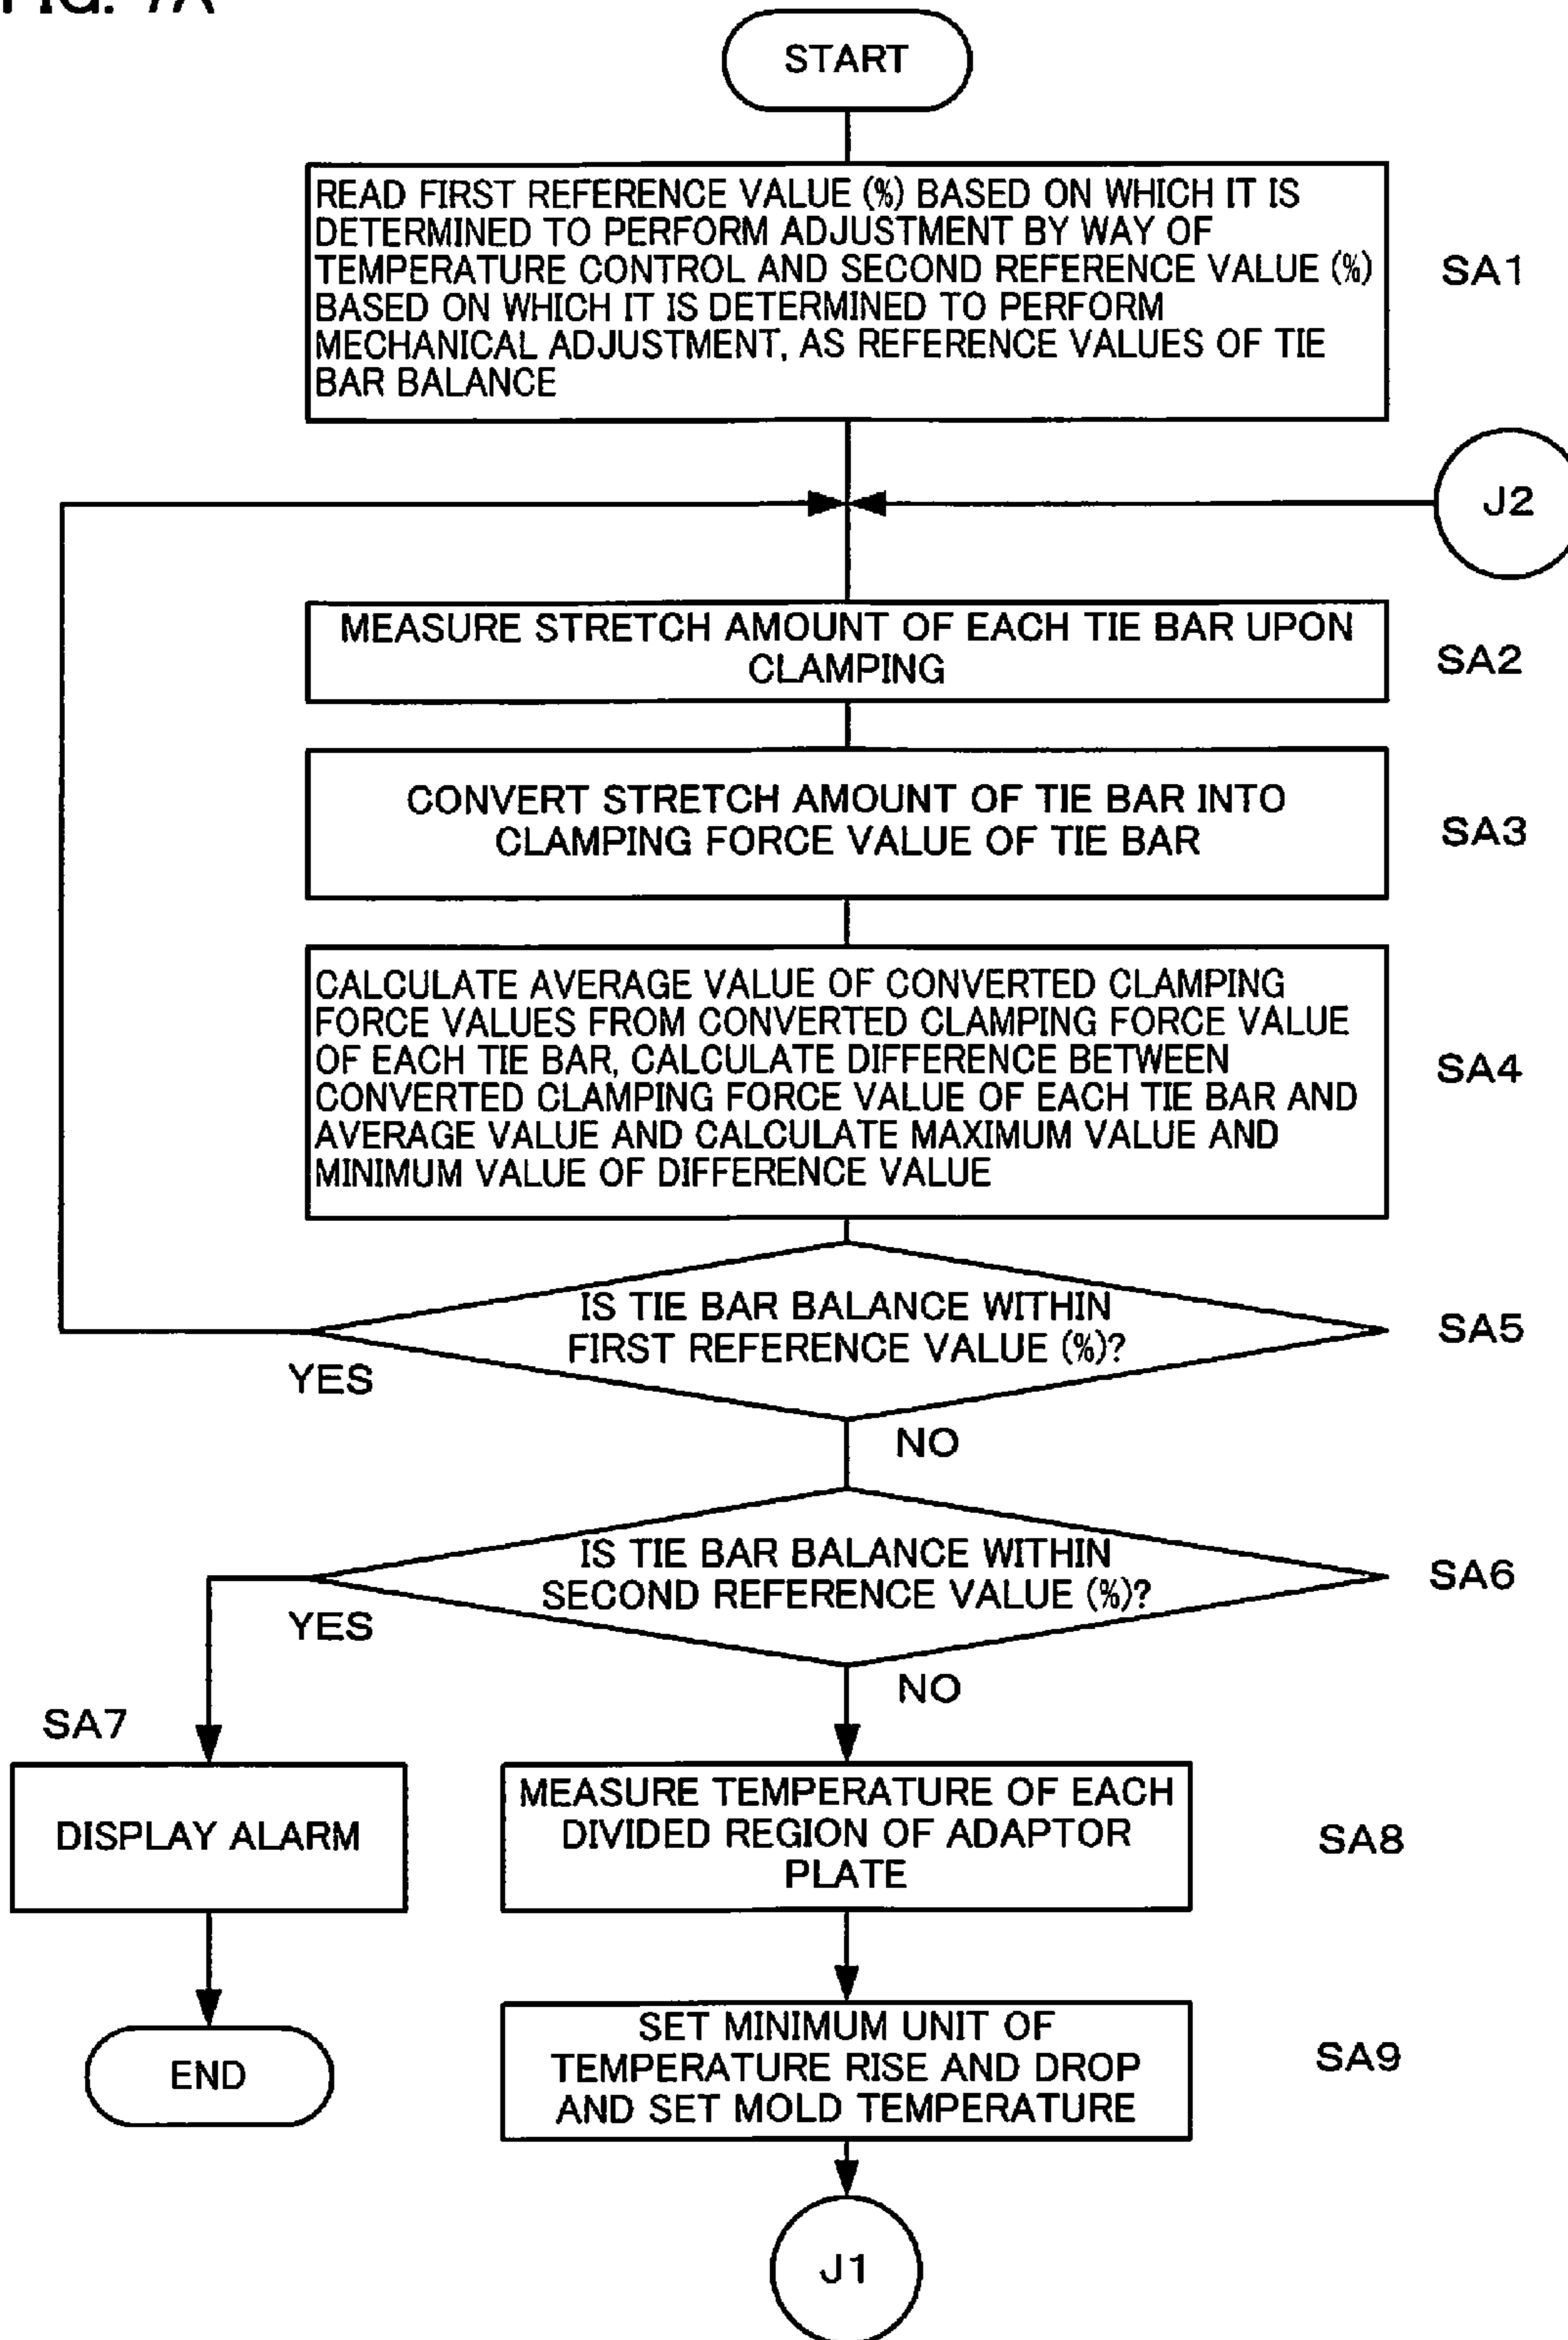 FIG. 7A
START
READ FIRST REFERENCE VALUE (%) BASED ON WHICH IT IS
DETERMINED TO PERFORM ADJUSTMENT BY WAY OF
TEMPERATURE CONTROL AND SECOND REFERENCE VALUE (%)
BASED ON WHICH IT IS DETERMINED TO PERFORM
MECHANICAL ADJUSTMENT, AS REFERENCE VALUES OF TIE
BAR BALANCE
SA1
J2
MEASURE STRETCH AMOUNT OF EACH TIE BAR UPON
CLAMPING
SA2
CONVERT STRETCH AMOUNT OF TIE BAR INTO
CLAMPING FORCE VALUE OF TIE BAR
SA3
CALCULATE AVERAGE VALUE OF CONVERTED CLAMPING
FORCE VALUES FROM CONVERTED CLAMPING FORCE VALUE
OF EACH TIE BAR, CALCULATE DIFFERENCE BETWEEN
CONVERTED CLAMPING FORCE VALUE OF EACH TIE BAR AND
AVERAGE VALUE AND CALCULATE MAXIMUM VALUE AND
MINIMUM VALUE OF DIFFERENCE VALUE
SA4
IS TIE BAR BALANCE WITHIN
FIRST REFERENCE VALUE (%)?
SA5
YES
NO
IS TIE BAR BALANCE WITHIN
SECOND REFERENCE VALUE (%)?
SA6
YES
NO
SA7
DISPLAY ALARM
MEASURE TEMPERATURE OF EACH
DIVIDED REGION OF ADAPTOR
PLATE
SA8
END
SET MINIMUM UNIT OF
TEMPERATURE RISE AND DROP
AND SET MOLD TEMPERATURE
SA9
J1